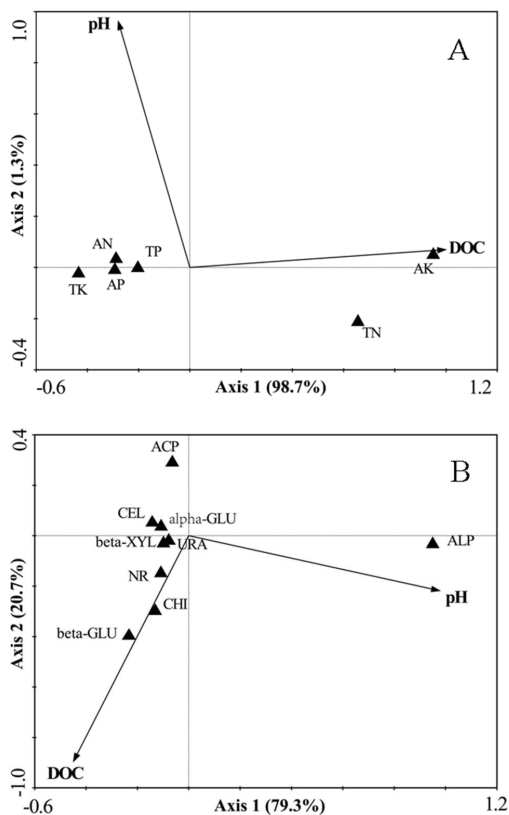 1.0
pH
A
Axis 2 (1.3%)
AN
TP
DOC
TK
AP
AK
TN
-0.4
-0.6
Axis 1 (98.7%)
1.2
0.4
ACP
B
CEL
alpha-GLU
beta-XYL
URA
ALP
NR
pH
CHI
beta-GLU
Axis 2 (20.7%)
DOC
-1.0
-0.6
Axis 1 (79.3%)
1.2